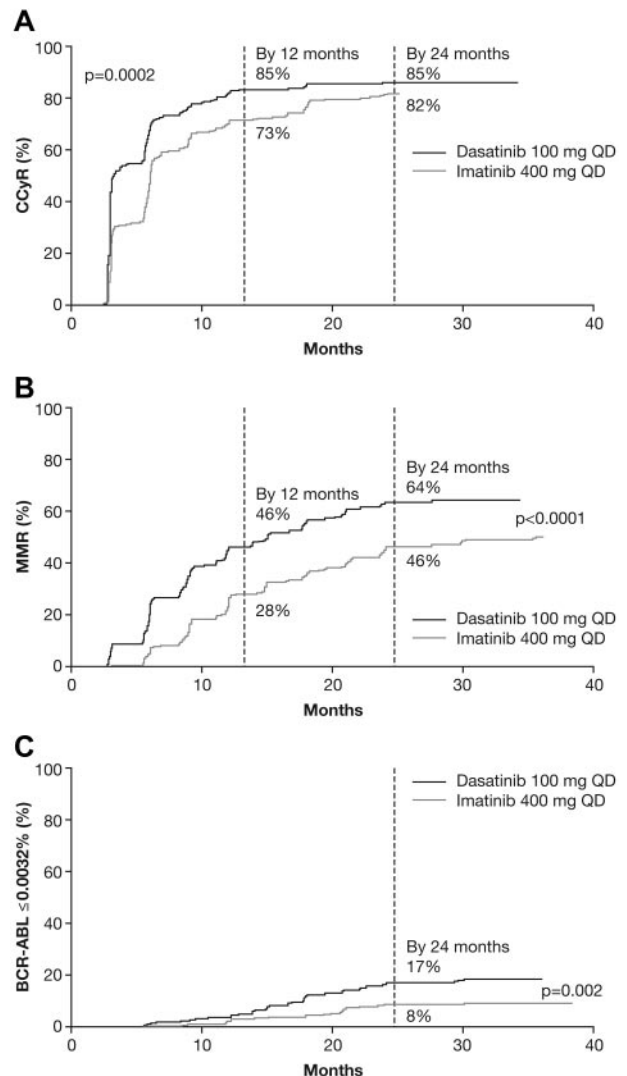 A
100
80
60
40
20
0
CCyR (%)
p=0.0002
By 12 months
85%
73%
By 24 months
85%
82%
Dasatinib 100 mg QD
Imatinib 400 mg QD
0 10 20 30 40
Months
B
100
80
60
40
20
0
MMR (%)
By 12 months
46%
28%
By 24 months
64%
46%
p<0.0001
Dasatinib 100 mg QD
Imatinib 400 mg QD
0 10 20 30 40
Months
C
100
80
60
40
20
0
BCR-ABL ≤0.0032% (%)
Dasatinib 100 mg QD
Imatinib 400 mg QD
By 24 months
17%
8%
p=0.002
0 10 20 30 40
Months